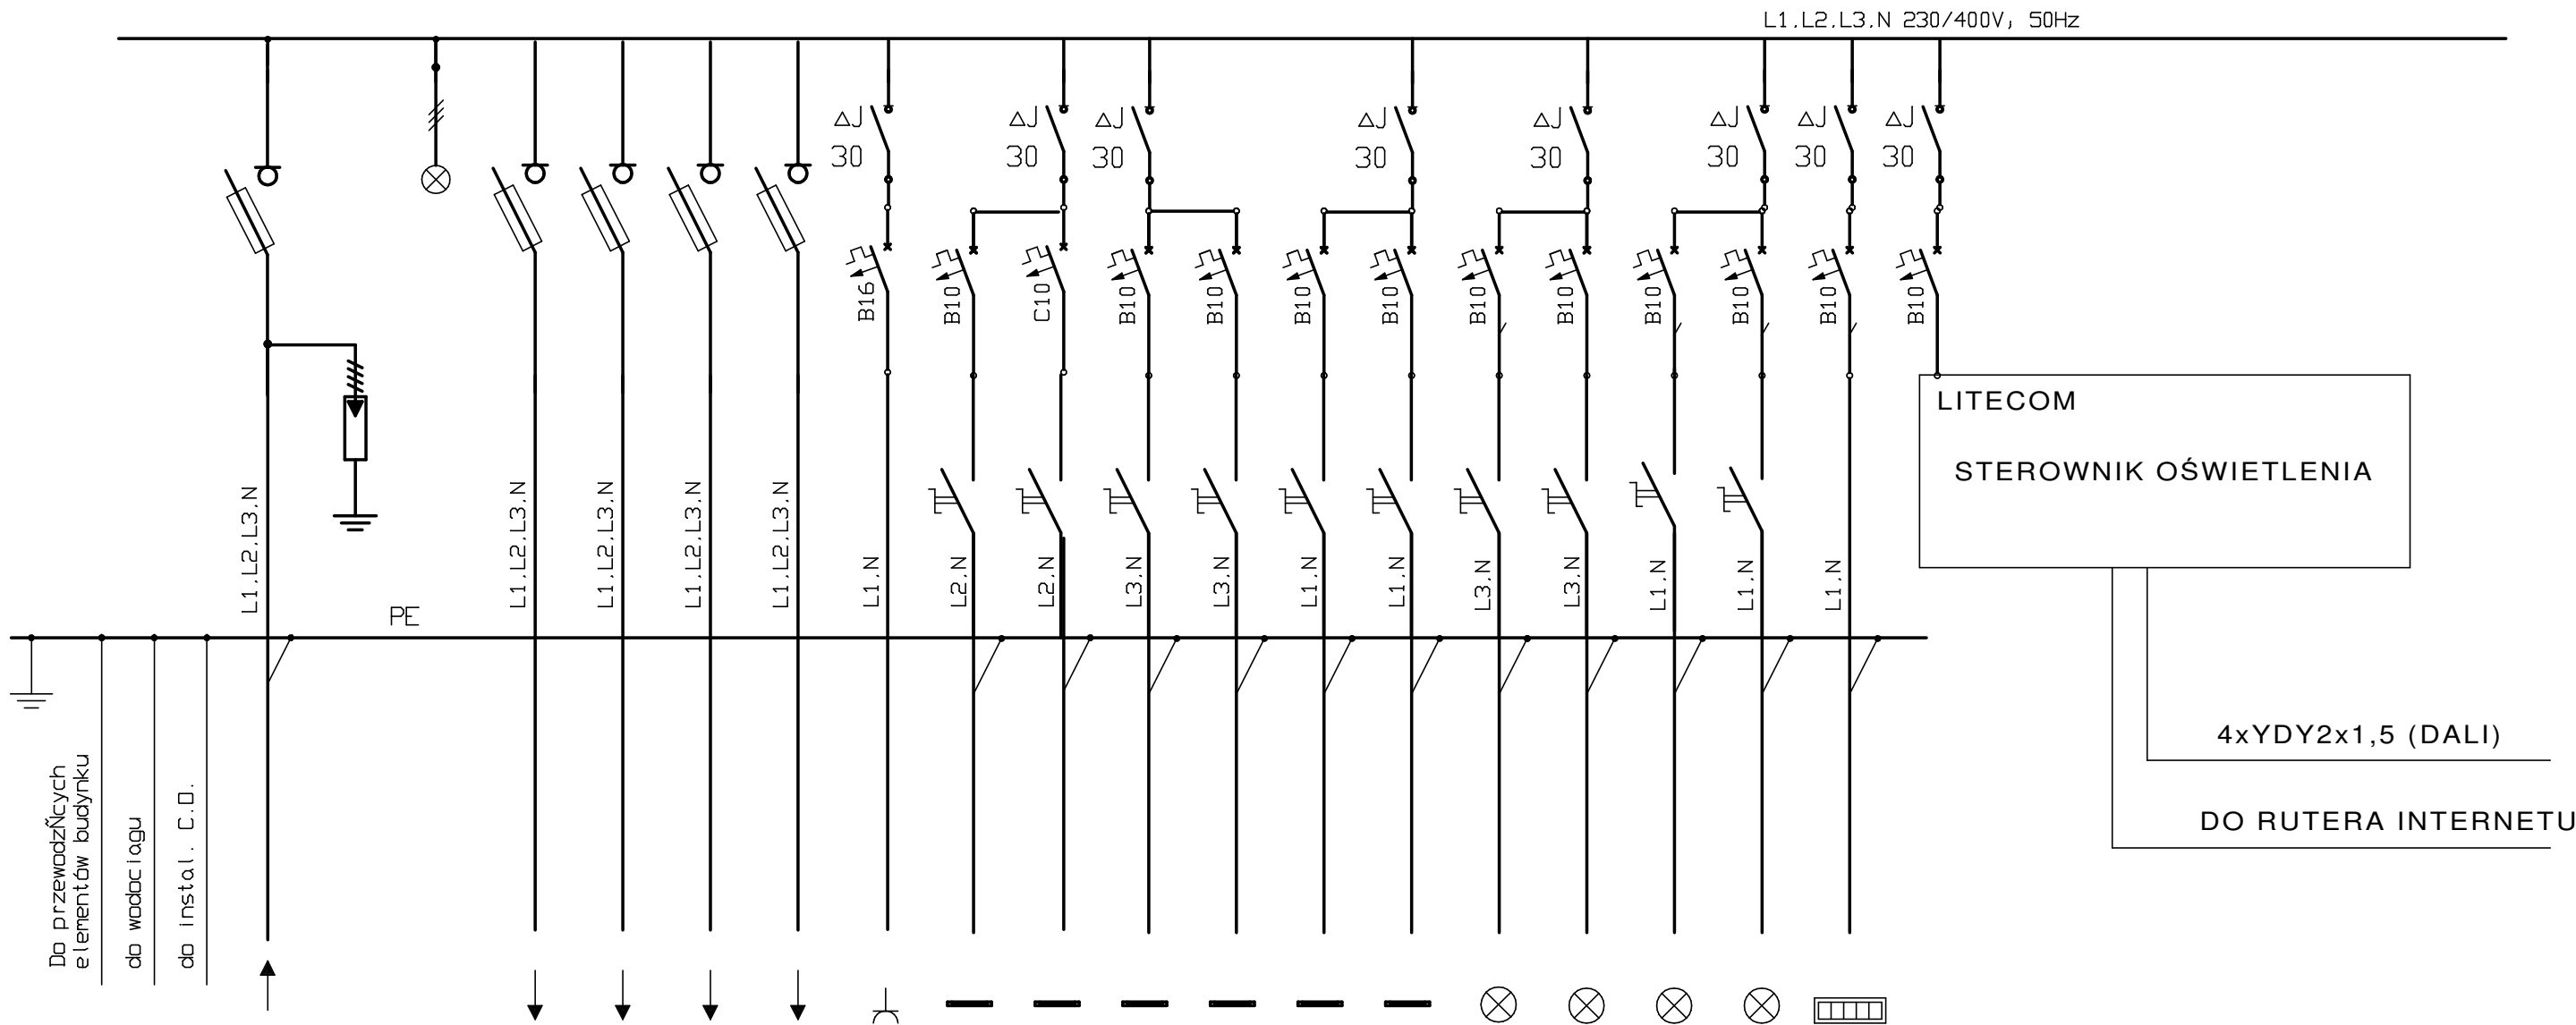 L1.L2.L3.N 230/400V; 50Hz
ΔJ
30
ΔJ
30
ΔJ
30
ΔJ
30
ΔJ
30
ΔJ
30
ΔJ
30
ΔJ
30
B16
B10
C10
B10
B10
B10
B10
B10
B10
B10
B10
B10
B10
LITECOM
STEROWNIK OŚWIETLENIA
L1.L2.L3.N
L1.L2.L3.N
L1.L2.L3.N
L1.L2.L3.N
L1.L2.L3.N
L1.N
L2.N
L2.N
L3.N
L3.N
L1.N
L1.N
L3.N
L3.N
L1.N
L1.N
L1.N
PE
4xYDY2x1,5 (DALI)
DO RUTERA INTERNETU
Do przewodzŇcych
elementów budynku
do wodociagu
do instal. C.O.